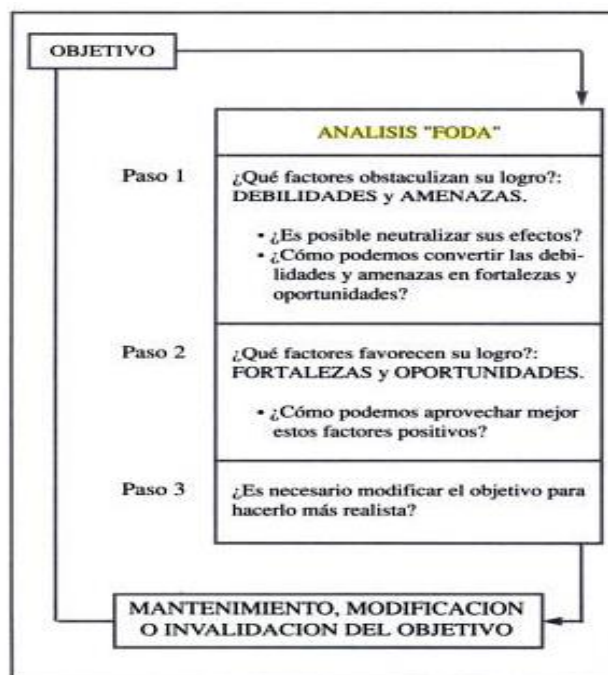 OBJETIVO
ANALISIS "FODA"
Paso 1
¿Qué factores obstaculizan su logro?:
DEBILIDADES y AMENAZAS.
• ¿Es posible neutralizar sus efectos?
• ¿Cómo podemos convertir las debi-
lidades y amenazas en fortalezas y
oportunidades?
Paso 2
¿Qué factores favorecen su logro?:
FORTALEZAS y OPORTUNIDADES.
• ¿Cómo podemos aprovechar mejor
estos factores positivos?
Paso 3
¿Es necesario modificar el objetivo para
hacerlo más realista?
MANTENIMIENTO, MODIFICACION
O INVALIDACION DEL OBJETIVO